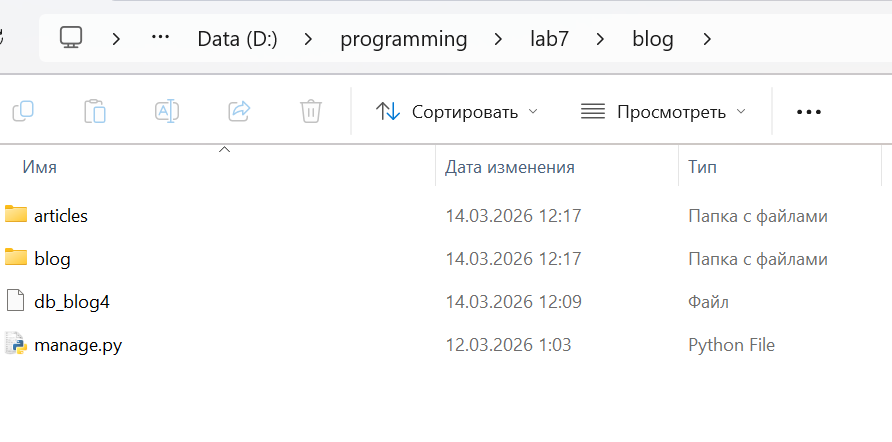 ··· Data (D:) programming lab7 blog
Сортировать Просмотреть ···
Имя Дата изменения Тип
articles 14.03.2026 12:17 Папка с файлами
blog 14.03.2026 12:17 Папка с файлами
db_blog4 14.03.2026 12:09 Файл
manage.py 12.03.2026 1:03 Python File